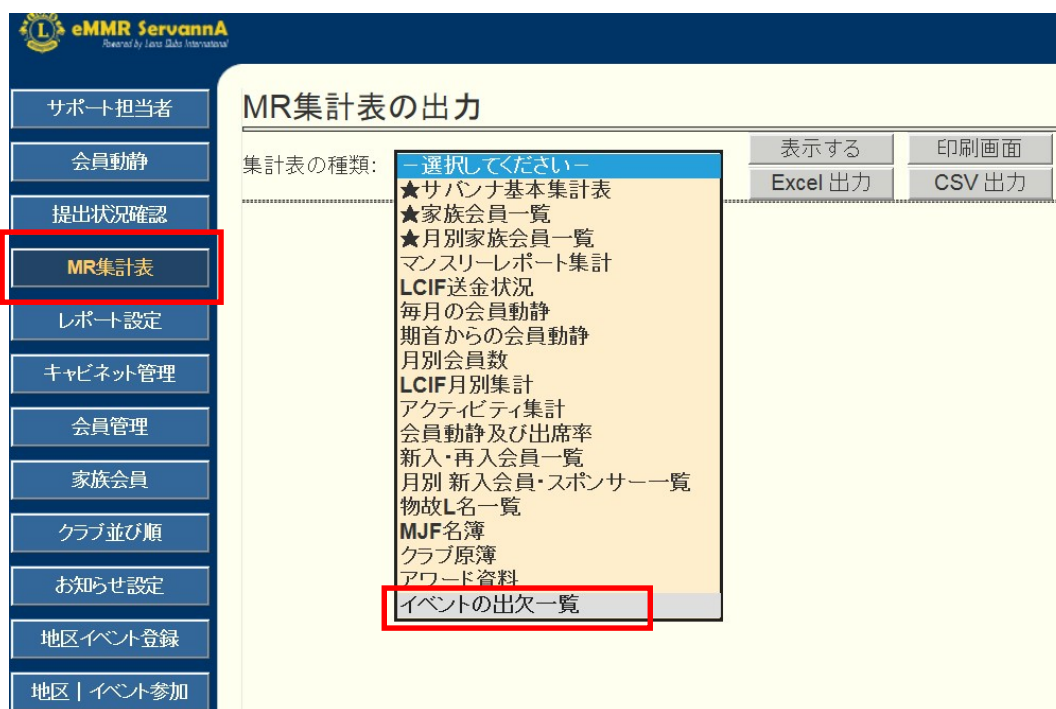 eMMR ServannA
Powered by Lions Clubs International
サポート担当者
会員動静
提出状況確認
MR集計表
レポート設定
キャビネット管理
会員管理
家族会員
クラブ並び順
お知らせ設定
地区イベント登録
地区 | イベント参加
MR集計表の出力
集計表の種類:
－選択してください－
★サバンナ基本集計表
★家族会員一覧
★月別家族会員一覧
マンスリーレポート集計
LCIF送金状況
毎月の会員動静
期首からの会員動静
月別会員数
LCIF月別集計
アクティビティ集計
会員動静及び出席率
新入・再入会員一覧
月別 新入会員・スポンサー一覧
物故L名一覧
MJF名簿
クラブ原簿
アワード資料
イベントの出欠一覧
表示する
印刷画面
Excel 出力
CSV 出力